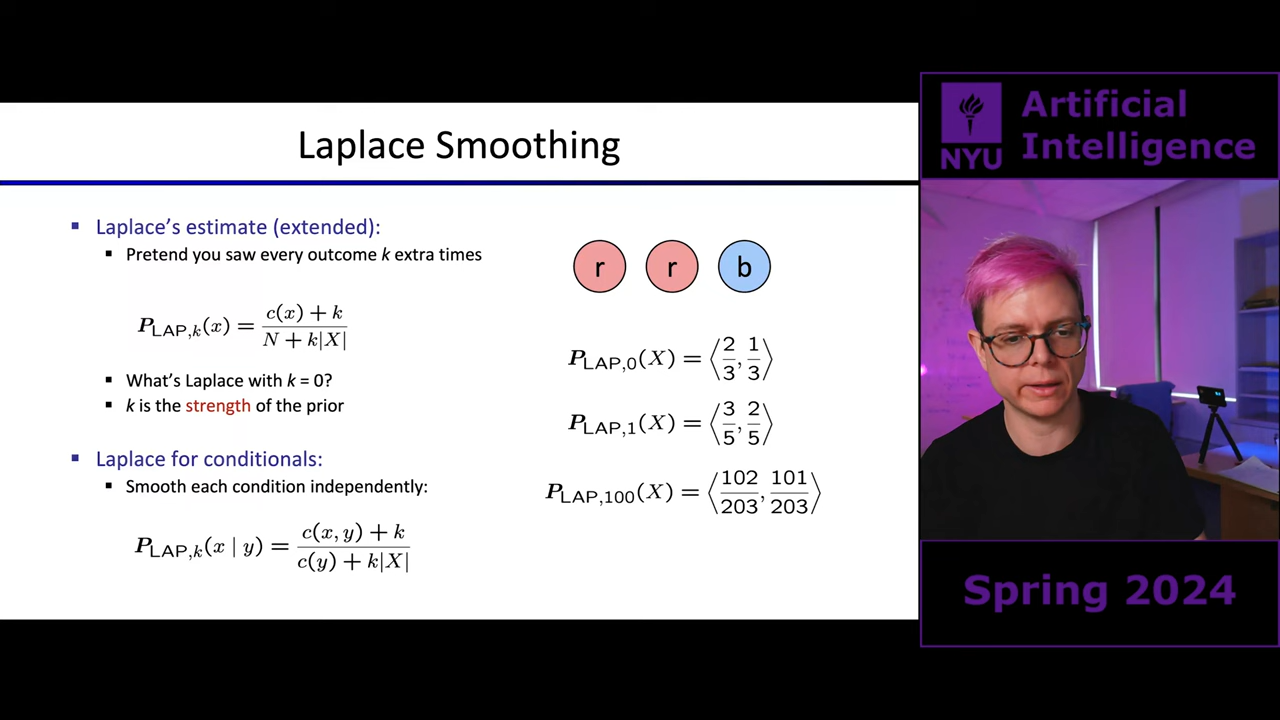 Laplace Smoothing
▪ Laplace’s estimate (extended):
▪ Pretend you saw every outcome k extra times
P_LAP,k(x) = (c(x) + k) / (N + k|X|)
▪ What’s Laplace with k = 0?
▪ k is the strength of the prior
▪ Laplace for conditionals:
▪ Smooth each condition independently:
P_LAP,k(x | y) = (c(x, y) + k) / (c(y) + k|X|)
r r b
P_LAP,0(X) = ⟨2/3, 1/3⟩
P_LAP,1(X) = ⟨3/5, 2/5⟩
P_LAP,100(X) = ⟨102/203, 101/203⟩
NYU
Artificial
Intelligence
Spring 2024